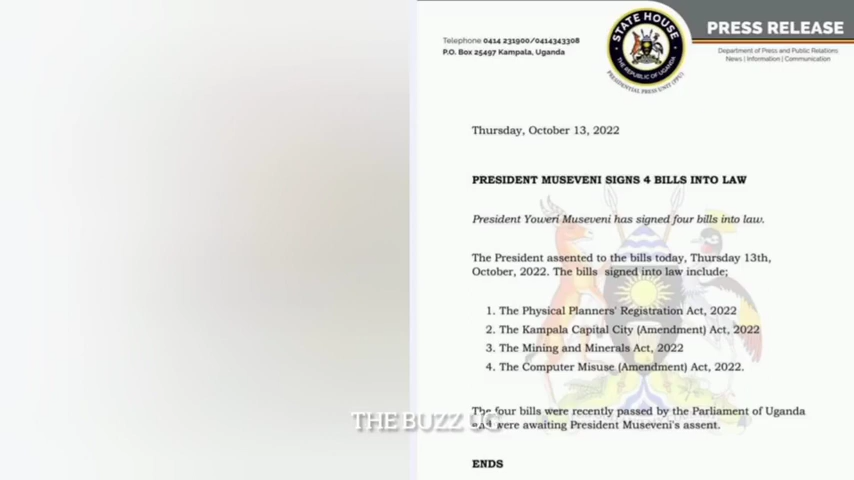 Telephone 0414 231900/0414343308
P.O. Box 25497 Kampala, Uganda
STATE HOUSE
THE REPUBLIC OF UGANDA
PRESIDENTIAL PRESS UNIT (PPU)
PRESS RELEASE
Department of Press and Public Relations
News | Information | Communication
Thursday, October 13, 2022
PRESIDENT MUSEVENI SIGNS 4 BILLS INTO LAW
President Yoweri Museveni has signed four bills into law.
The President assented to the bills today, Thursday 13th,
October, 2022. The bills signed into law include;
1. The Physical Planners' Registration Act, 2022
2. The Kampala Capital City (Amendment) Act, 2022
3. The Mining and Minerals Act, 2022
4. The Computer Misuse (Amendment) Act, 2022.
The four bills were recently passed by the Parliament of Uganda
and were awaiting President Museveni's assent.
THE BUZZ UG
ENDS